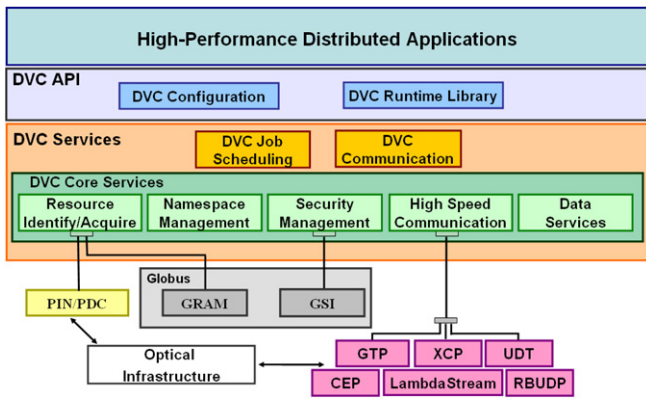 High-Performance Distributed Applications
DVC API
DVC Configuration
DVC Runtime Library
DVC Services
DVC Job
Scheduling
DVC
Communication
DVC Core Services
Resource
Identify/Acquire
Namespace
Management
Security
Management
High Speed
Communication
Data
Services
Globus
PIN/PDC
GRAM
GSI
Optical
Infrastructure
GTP
XCP
UDT
CEP
LambdaStream
RBUDP